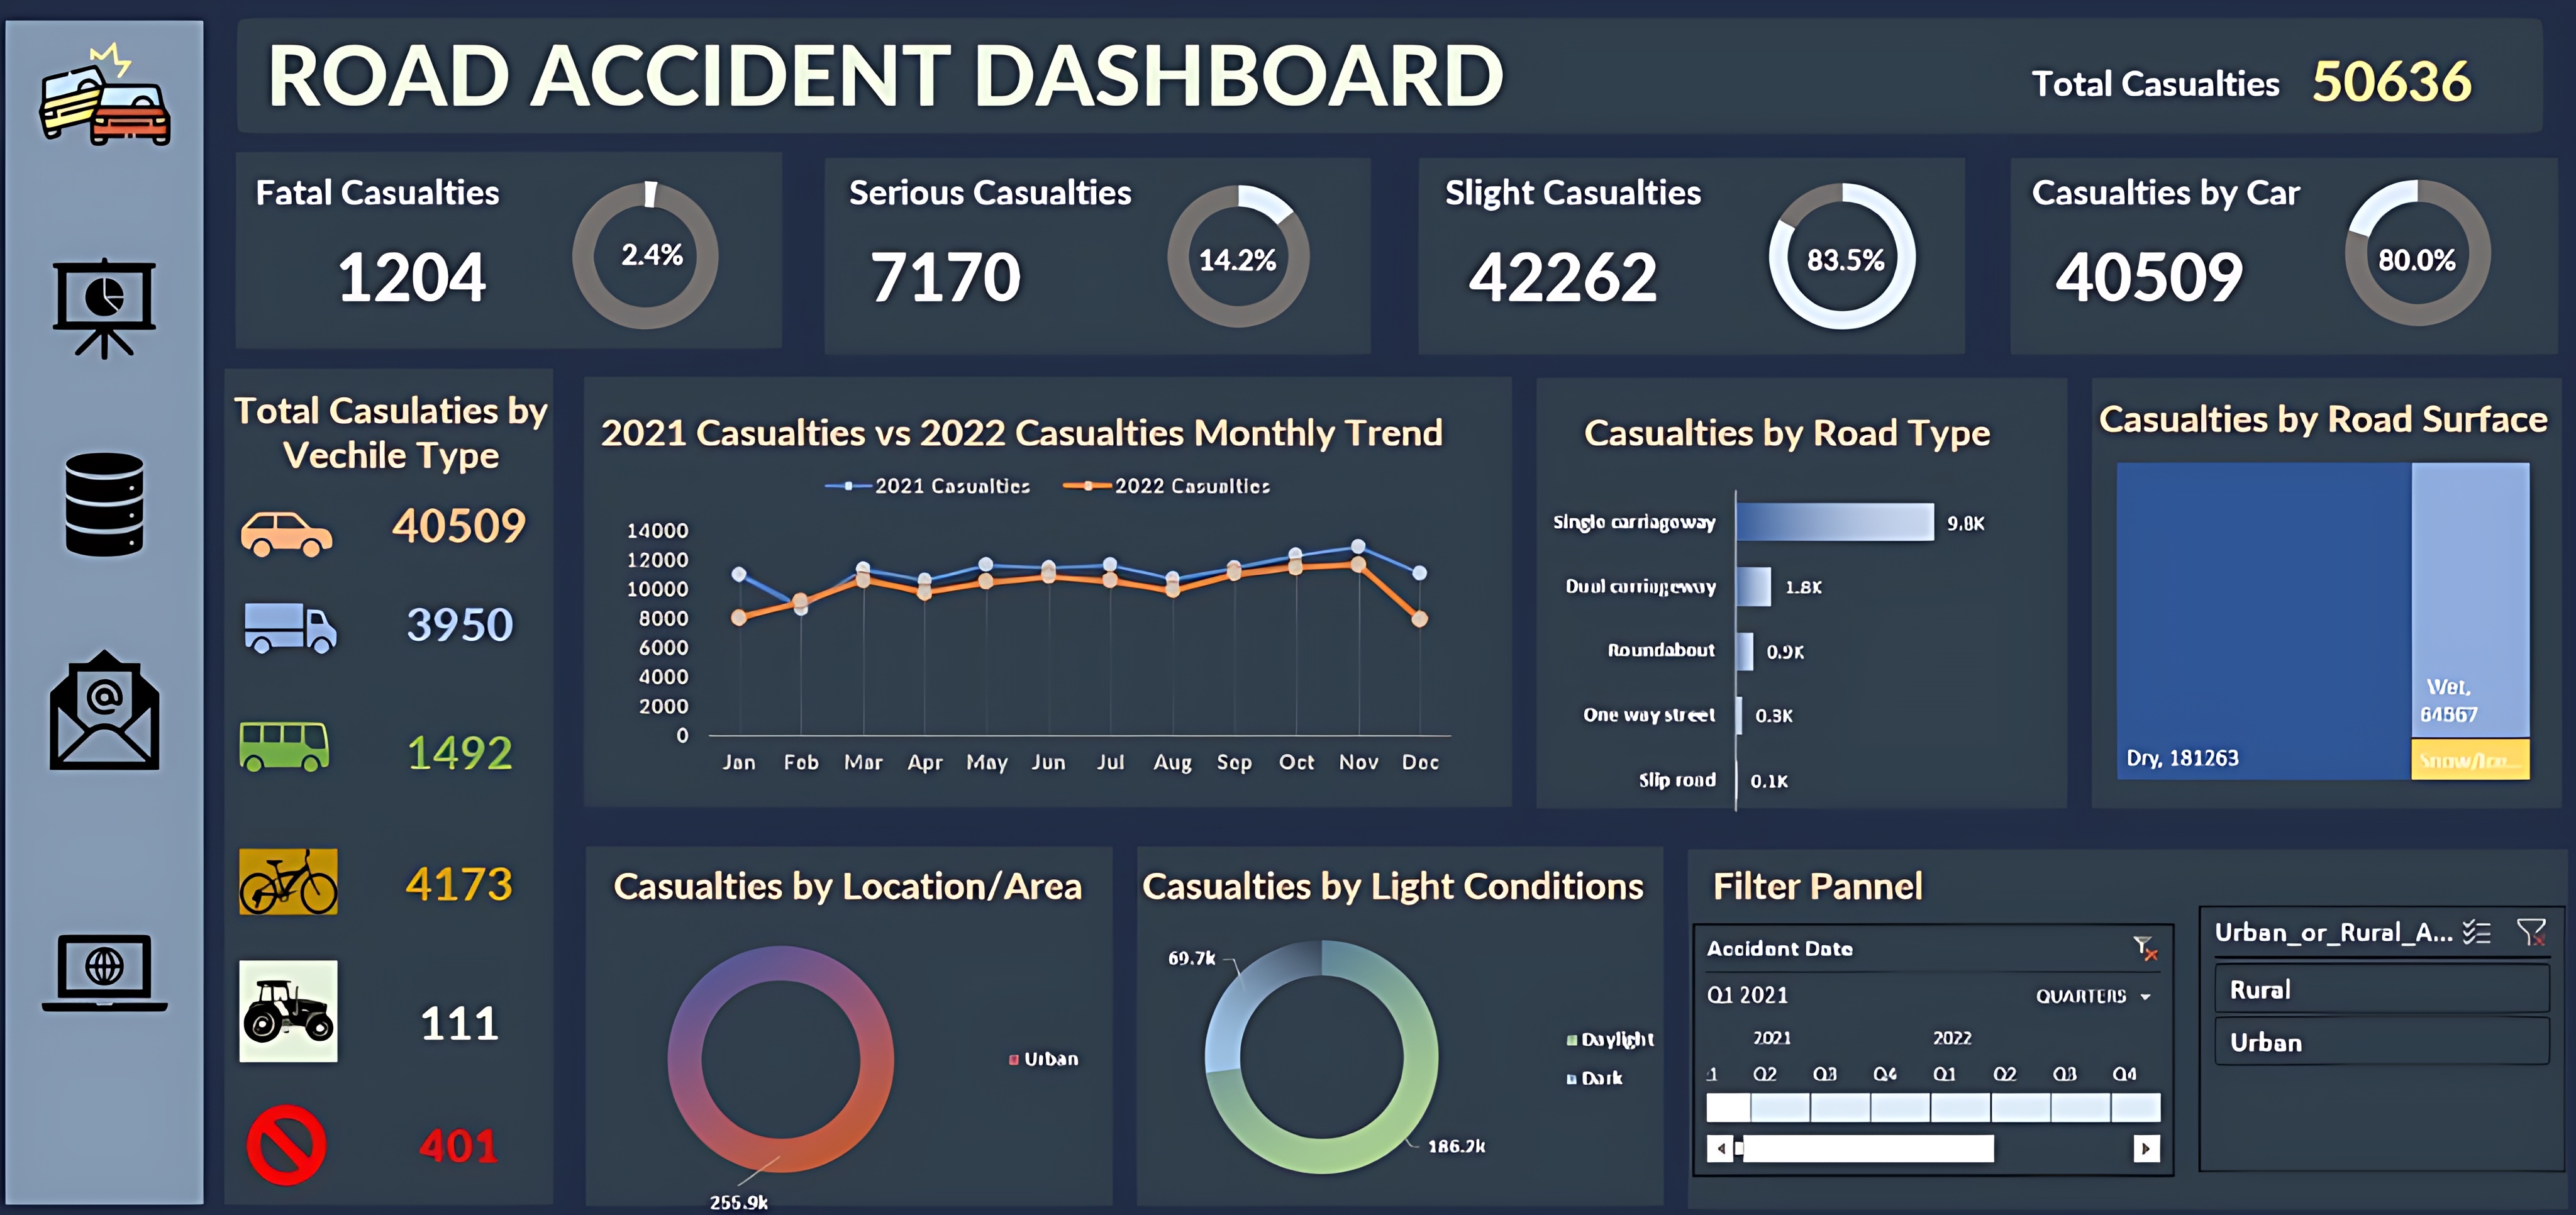 ROAD ACCIDENT DASHBOARD
Total Casualties 50636
Fatal Casualties
1204
2.4%
Serious Casualties
7170
14.2%
Slight Casualties
42262
83.5%
Casualties by Car
40509
80.0%
Total Casulaties by
Vechile Type
40509
3950
1492
4173
111
401
2021 Casualties vs 2022 Casualties Monthly Trend
2021 Casualties 2022 Casualties
14000
12000
10000
8000
6000
4000
2000
0
Jan Feb Mar Apr May Jun Jul Aug Sep Oct Nov Dec
Casualties by Road Type
Single carriageway 9.8K
Dual carriageway 1.8K
Roundabout 0.9K
One way street 0.3K
Slip road 0.1K
Casualties by Road Surface
Dry, 181263
Wet,
Snow/Ice...
Casualties by Location/Area
Urban
255.9k
Casualties by Light Conditions
69.7k
Daylight
Dark
186.2k
Filter Pannel
Accident Date
Q1 2021 QUARTERS
2021 2022
1 Q2 Q3 Q4 Q1 Q2 Q3 Q4
Urban_or_Rural_A...
Rural
Urban